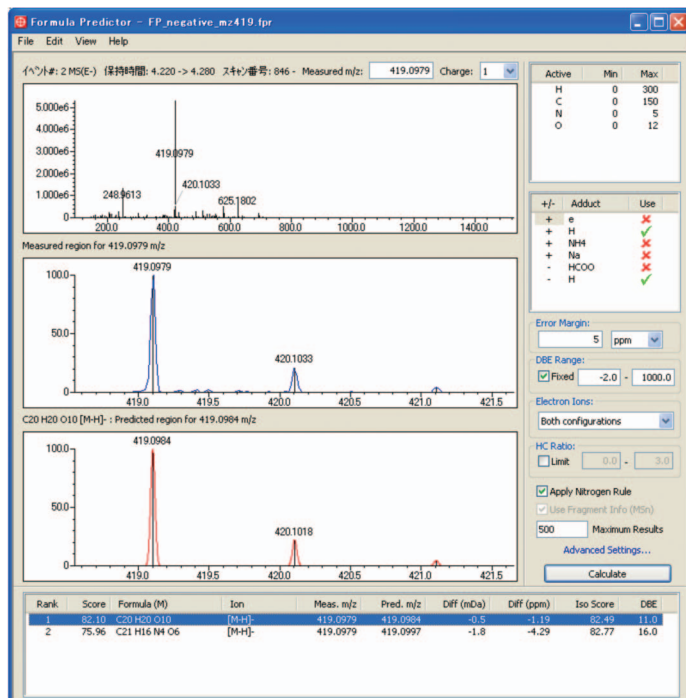 Formula Predictor - FP_negative_mz419.fpr
File Edit View Help
イベント#: 2 MS(E-) 保持時間: 4.220 -> 4.280 スキャン番号: 846 - Measured m/z: 419.0979 Charge: 1
5.000e6
4.000e6
3.000e6
2.000e6
1.000e6
0
419.0979
420.1033
248.9613
625.1802
200.0 400.0 600.0 800.0 1000.0 1200.0 1400.0
Measured region for 419.0979 m/z
419.0979
100.0
50.0
0
420.1033
419.0 419.5 420.0 420.5 421.0 421.5
C20 H20 O10 [M-H]- : Predicted region for 419.0984 m/z
419.0984
100.0
50.0
0
420.1018
419.0 419.5 420.0 420.5 421.0 421.5
Active Min Max
H 0 300
C 0 150
N 0 5
O 0 12
+/- Adduct Use
+ e
+ H
+ NH4
+ Na
- HCOO
- H
Error Margin:
5 ppm
DBE Range:
Fixed -2.0 - 1000.0
Electron Ions:
Both configurations
HC Ratio:
Limit 0.0 - 3.0
Apply Nitrogen Rule
Use Fragment Info (MSn)
500 Maximum Results
Advanced Settings...
Calculate
Rank Score Formula (M) Ion Meas. m/z Pred. m/z Diff (mDa) Diff (ppm) Iso Score DBE
1 82.10 C20 H20 O10 [M-H]- 419.0979 419.0984 -0.5 -1.19 82.49 11.0
2 75.96 C21 H16 N4 O6 [M-H]- 419.0979 419.0997 -1.8 -4.29 82.77 16.0